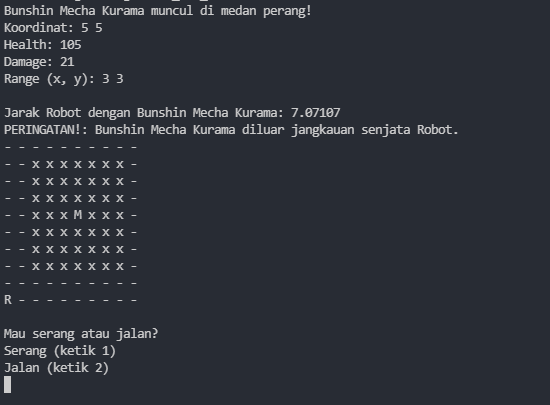 Bunshin Mecha Kurama muncul di medan perang!
Koordinat: 5 5
Health: 105
Damage: 21
Range (x, y): 3 3
Jarak Robot dengan Bunshin Mecha Kurama: 7.07107
PERINGATAN!: Bunshin Mecha Kurama diluar jangkauan senjata Robot.
- - - - - - - - - -
- - x x x x x x x -
- - x x x x x x x -
- - x x x x x x x -
- - x x x M x x x -
- - x x x x x x x -
- - x x x x x x x -
- - x x x x x x x -
- - - - - - - - - -
R - - - - - - - - -
Mau serang atau jalan?
Serang (ketik 1)
Jalan (ketik 2)